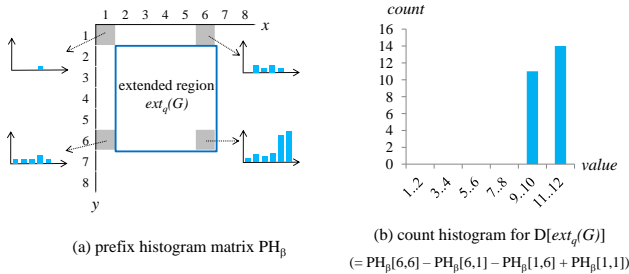 1 2 3 4 5 6 7 8 x
1
2
3
4
5
6
7
8
y
extended region
ext_q(G)
(a) prefix histogram matrix PH_β
count
16
14
12
10
8
6
4
2
0
1..2 3..4 5..6 7..8 9..10 11..12 value
(b) count histogram for D[ext_q(G)]
(= PH_β[6,6] − PH_β[6,1] − PH_β[1,6] + PH_β[1,1])